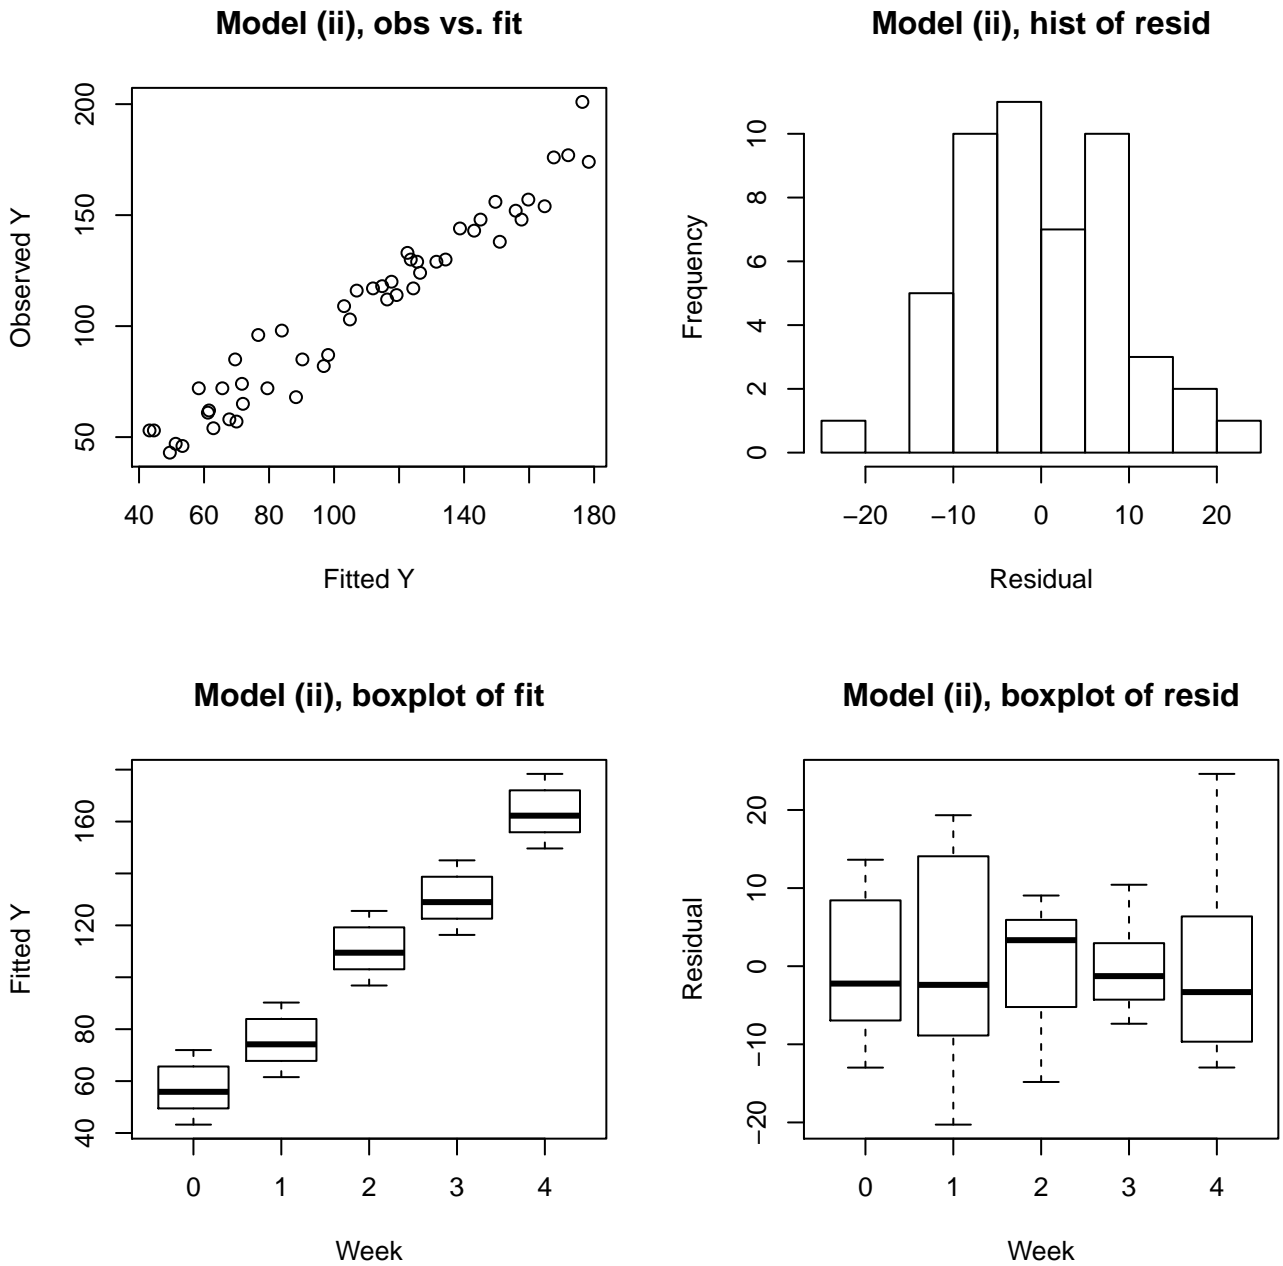 Model (ii), obs vs. fit
Observed Y
200
150
100
50
40 60 80 100 140 180
Fitted Y
Model (ii), hist of resid
Frequency
10
8
6
4
2
0
−20 −10 0 10 20
Residual
Model (ii), boxplot of fit
Fitted Y
160
120
80
60
40
0 1 2 3 4
Week
Model (ii), boxplot of resid
Residual
20
10
0
−10
−20
0 1 2 3 4
Week